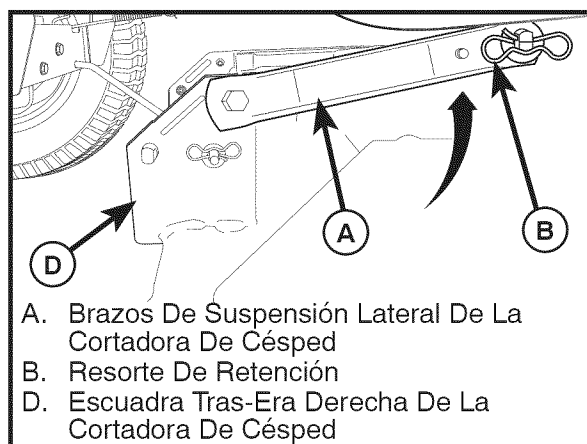 A
B
D
A. Brazos De Suspensión Lateral De La
Cortadora De Césped
B. Resorte De Retención
D. Escuadra Tras-Era Derecha De La
Cortadora De Césped